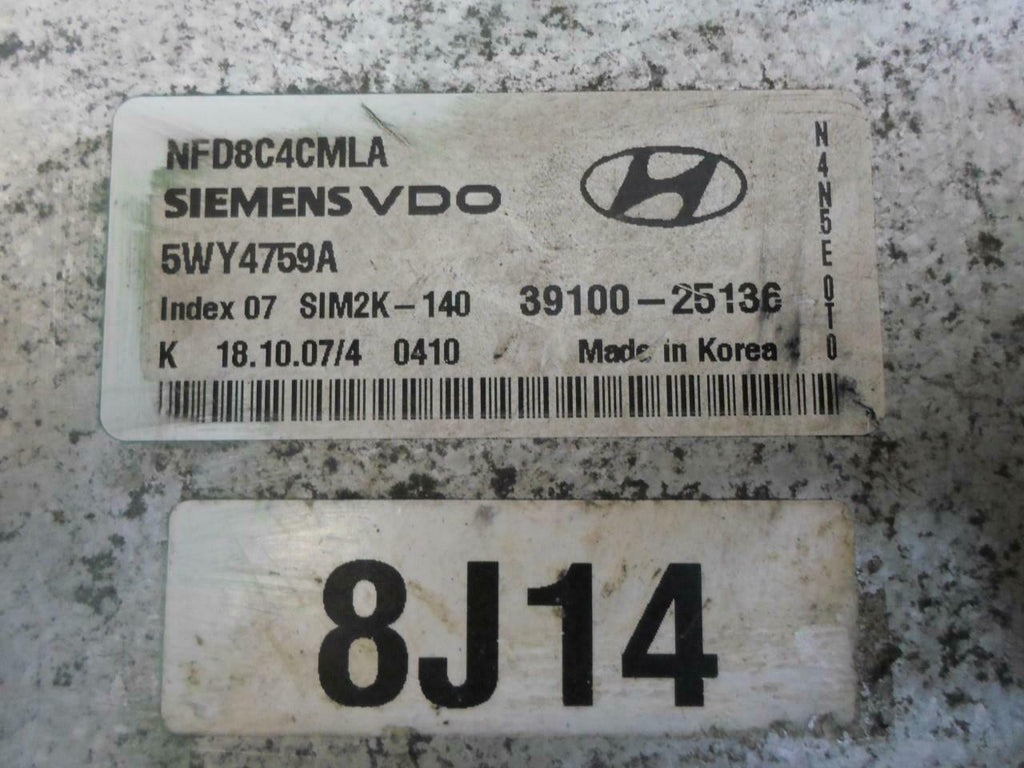 NFD8C4CMLA
SIEMENS VDO
5WY4759A
Index 07 SIM2K-140 39100-25136
K 18.10.07/4 0410 Made in Korea
N4N5E0T0
8J14